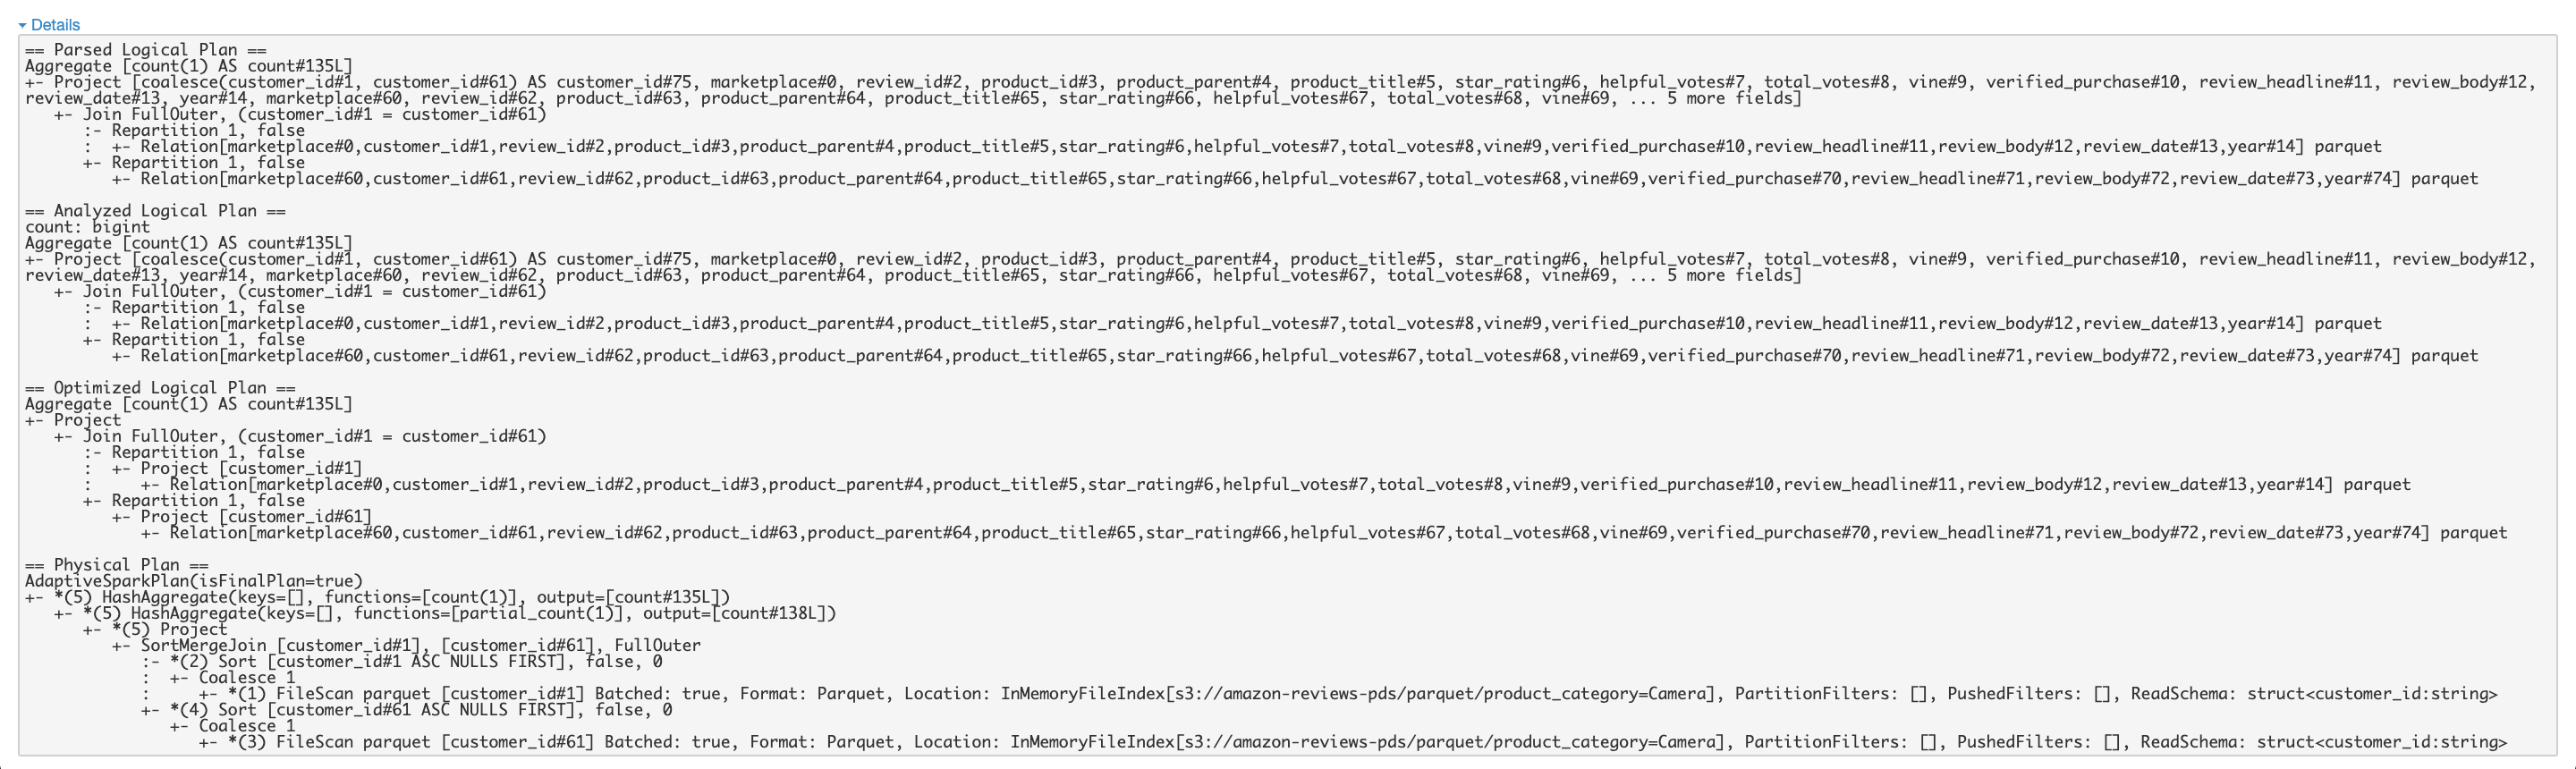 Details
== Parsed Logical Plan ==
Aggregate [count(1) AS count#135L]
+- Project [coalesce(customer_id#1, customer_id#61) AS customer_id#75, marketplace#0, review_id#2, product_id#3, product_parent#4, product_title#5, star_rating#6, helpful_votes#7, total_votes#8, vine#9, verified_purchase#10, review_headline#11, review_body#12,
review_date#13, year#14, marketplace#60, review_id#62, product_id#63, product_parent#64, product_title#65, star_rating#66, helpful_votes#67, total_votes#68, vine#69, ... 5 more fields]
   +- Join FullOuter, (customer_id#1 = customer_id#61)
      :- Repartition 1, false
      :  +- Relation[marketplace#0,customer_id#1,review_id#2,product_id#3,product_parent#4,product_title#5,star_rating#6,helpful_votes#7,total_votes#8,vine#9,verified_purchase#10,review_headline#11,review_body#12,review_date#13,year#14] parquet
      +- Repartition 1, false
         +- Relation[marketplace#60,customer_id#61,review_id#62,product_id#63,product_parent#64,product_title#65,star_rating#66,helpful_votes#67,total_votes#68,vine#69,verified_purchase#70,review_headline#71,review_body#72,review_date#73,year#74] parquet

== Analyzed Logical Plan ==
count: bigint
Aggregate [count(1) AS count#135L]
+- Project [coalesce(customer_id#1, customer_id#61) AS customer_id#75, marketplace#0, review_id#2, product_id#3, product_parent#4, product_title#5, star_rating#6, helpful_votes#7, total_votes#8, vine#9, verified_purchase#10, review_headline#11, review_body#12,
review_date#13, year#14, marketplace#60, review_id#62, product_id#63, product_parent#64, product_title#65, star_rating#66, helpful_votes#67, total_votes#68, vine#69, ... 5 more fields]
   +- Join FullOuter, (customer_id#1 = customer_id#61)
      :- Repartition 1, false
      :  +- Relation[marketplace#0,customer_id#1,review_id#2,product_id#3,product_parent#4,product_title#5,star_rating#6,helpful_votes#7,total_votes#8,vine#9,verified_purchase#10,review_headline#11,review_body#12,review_date#13,year#14] parquet
      +- Repartition 1, false
         +- Relation[marketplace#60,customer_id#61,review_id#62,product_id#63,product_parent#64,product_title#65,star_rating#66,helpful_votes#67,total_votes#68,vine#69,verified_purchase#70,review_headline#71,review_body#72,review_date#73,year#74] parquet

== Optimized Logical Plan ==
Aggregate [count(1) AS count#135L]
+- Project
   +- Join FullOuter, (customer_id#1 = customer_id#61)
      :- Repartition 1, false
      :  +- Project [customer_id#1]
      :     +- Relation[marketplace#0,customer_id#1,review_id#2,product_id#3,product_parent#4,product_title#5,star_rating#6,helpful_votes#7,total_votes#8,vine#9,verified_purchase#10,review_headline#11,review_body#12,review_date#13,year#14] parquet
      +- Repartition 1, false
         +- Project [customer_id#61]
            +- Relation[marketplace#60,customer_id#61,review_id#62,product_id#63,product_parent#64,product_title#65,star_rating#66,helpful_votes#67,total_votes#68,vine#69,verified_purchase#70,review_headline#71,review_body#72,review_date#73,year#74] parquet

== Physical Plan ==
AdaptiveSparkPlan(isFinalPlan=true)
+- *(5) HashAggregate(keys=[], functions=[count(1)], output=[count#135L])
   +- *(5) HashAggregate(keys=[], functions=[partial_count(1)], output=[count#138L])
      +- *(5) Project
         +- SortMergeJoin [customer_id#1], [customer_id#61], FullOuter
            :- *(2) Sort [customer_id#1 ASC NULLS FIRST], false, 0
            :  +- Coalesce 1
            :     +- *(1) FileScan parquet [customer_id#1] Batched: true, Format: Parquet, Location: InMemoryFileIndex[s3://amazon-reviews-pds/parquet/product_category=Camera], PartitionFilters: [], PushedFilters: [], ReadSchema: struct<customer_id:string>
            +- *(4) Sort [customer_id#61 ASC NULLS FIRST], false, 0
               +- Coalesce 1
                  +- *(3) FileScan parquet [customer_id#61] Batched: true, Format: Parquet, Location: InMemoryFileIndex[s3://amazon-reviews-pds/parquet/product_category=Camera], PartitionFilters: [], PushedFilters: [], ReadSchema: struct<customer_id:string>